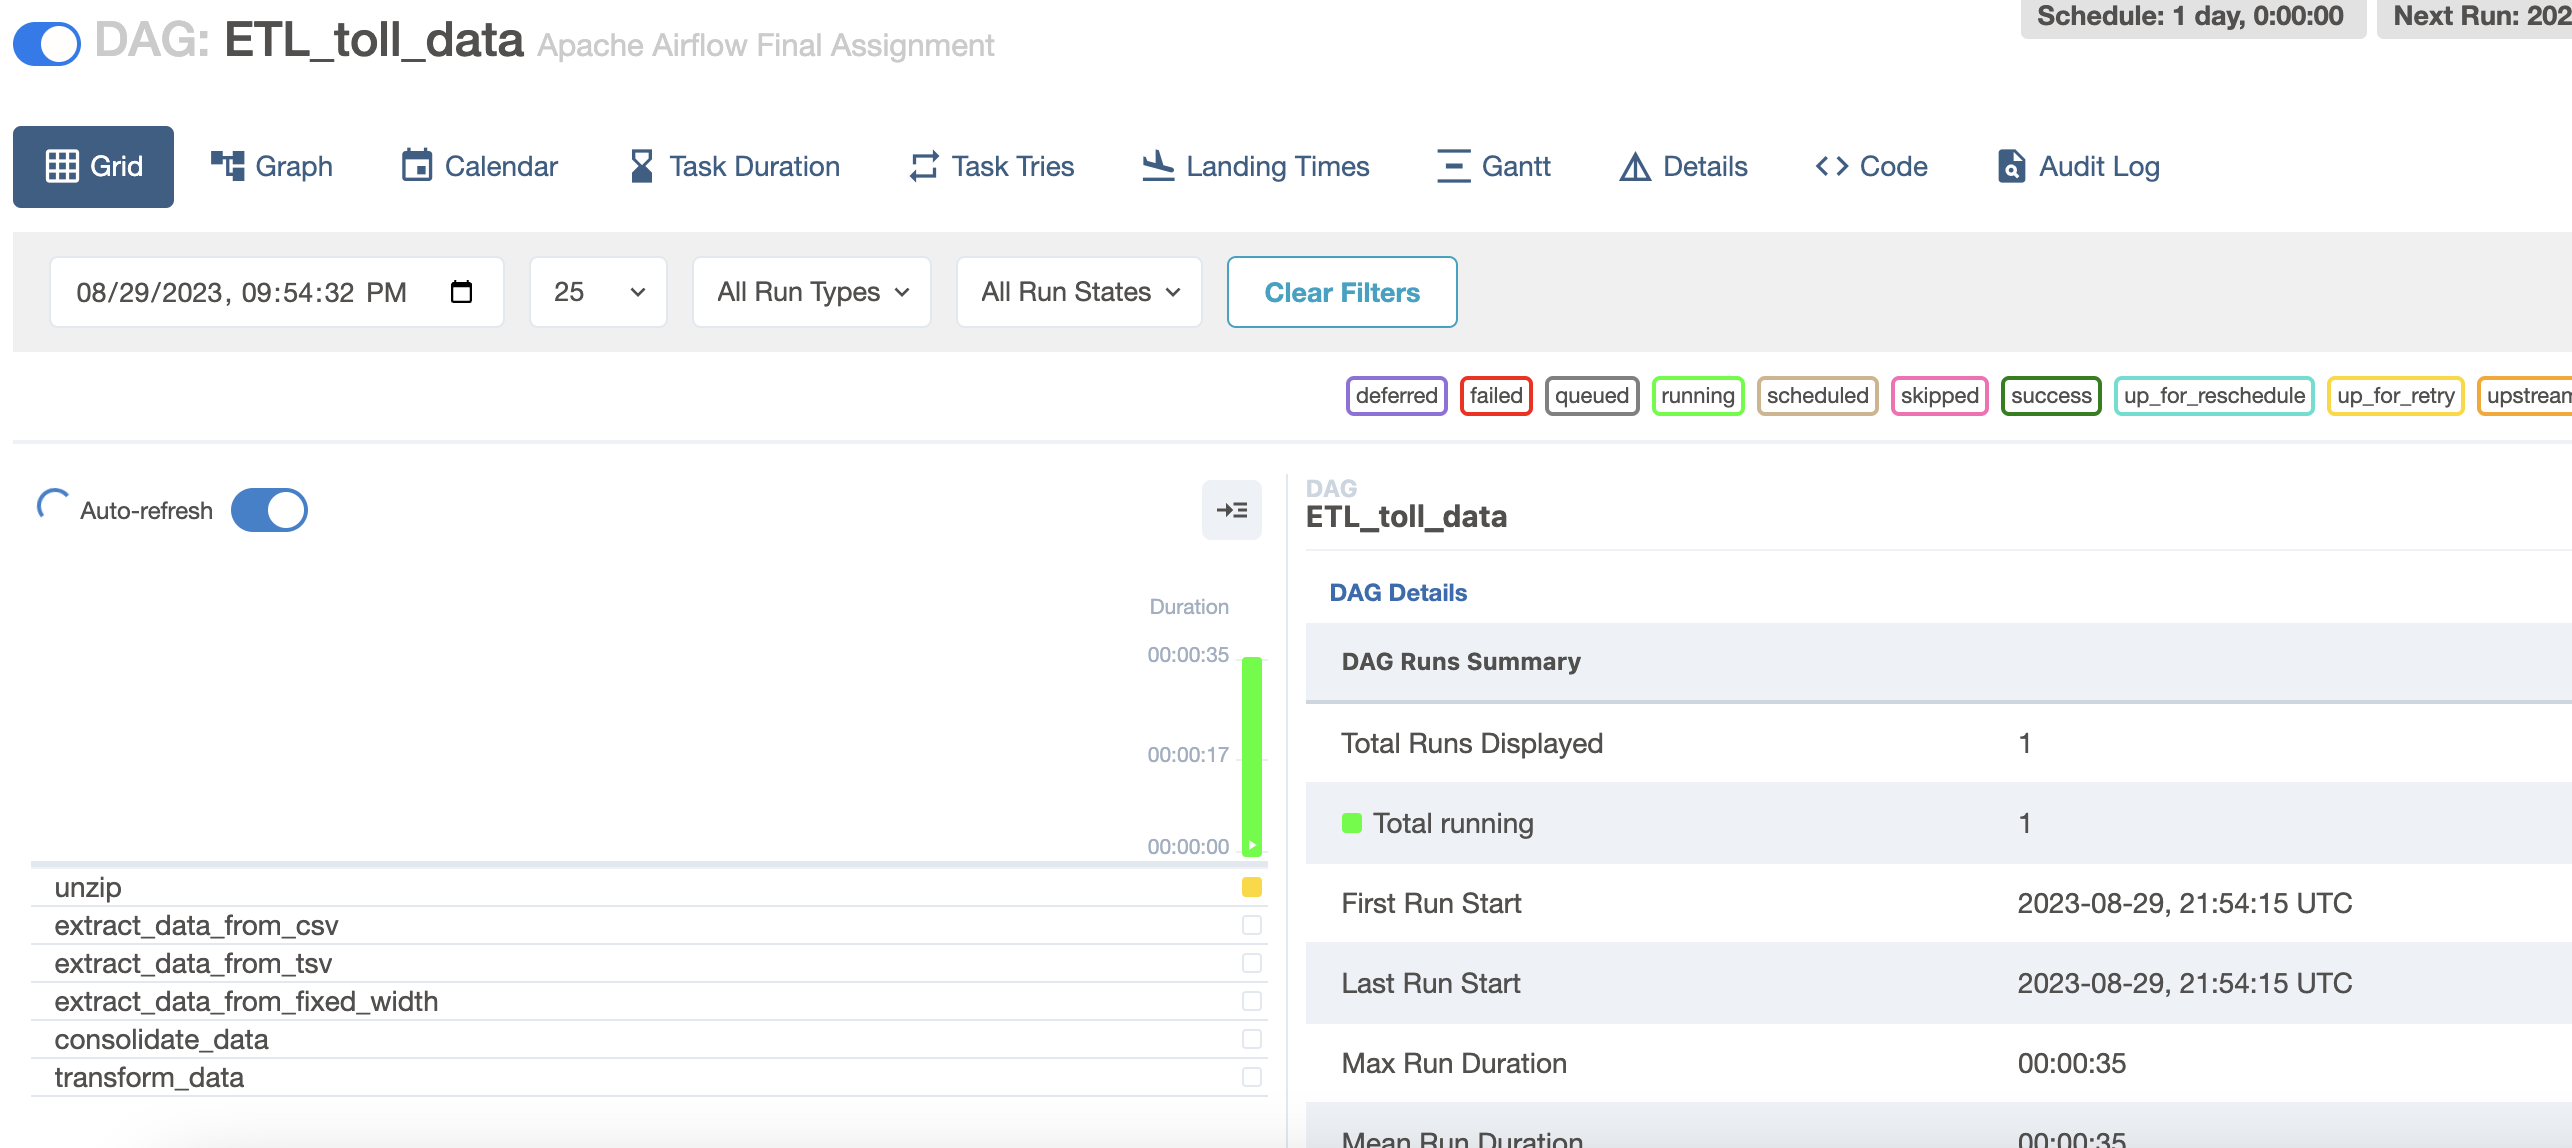 DAG: ETL_toll_data Apache Airflow Final Assignment
Schedule: 1 day, 0:00:00
Next Run: 202
Grid
Graph
Calendar
Task Duration
Task Tries
Landing Times
Gantt
Details
Code
Audit Log
08/29/2023, 09:54:32 PM
25
All Run Types
All Run States
Clear Filters
deferred
failed
queued
running
scheduled
skipped
success
up_for_reschedule
up_for_retry
upstream
Auto-refresh
Duration
00:00:35
00:00:17
00:00:00
unzip
extract_data_from_csv
extract_data_from_tsv
extract_data_from_fixed_width
consolidate_data
transform_data
DAG
ETL_toll_data
DAG Details
DAG Runs Summary
Total Runs Displayed 1
Total running 1
First Run Start 2023-08-29, 21:54:15 UTC
Last Run Start 2023-08-29, 21:54:15 UTC
Max Run Duration 00:00:35
Mean Run Duration 00:00:35